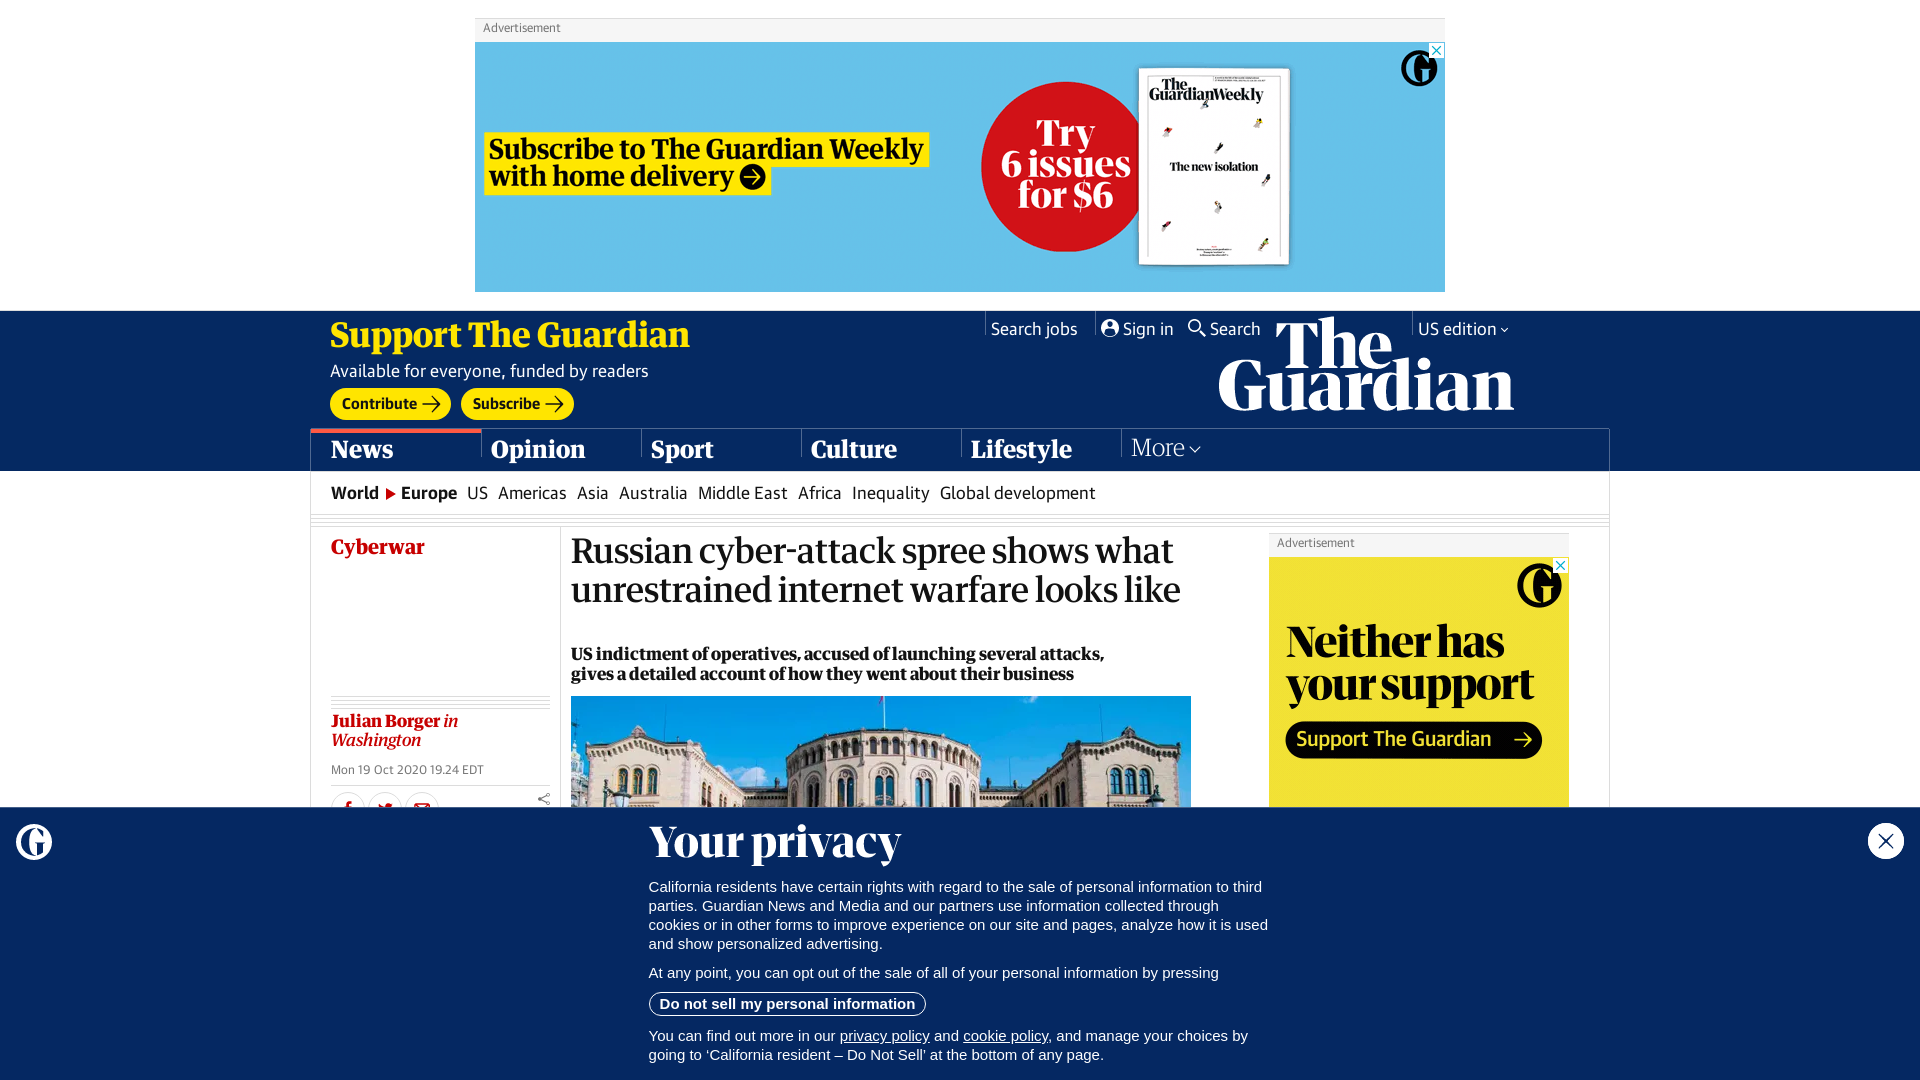 Advertisement
Subscribe to The Guardian Weekly
with home delivery
Try
6 issues
for $6
The
GuardianWeekly
The new isolation
Support The Guardian
Available for everyone, funded by readers
Contribute
Subscribe
Search jobs
Sign in
Search
US edition
The
Guardian
News
Opinion
Sport
Culture
Lifestyle
More
World
Europe
US
Americas
Asia
Australia
Middle East
Africa
Inequality
Global development
Cyberwar
Russian cyber-attack spree shows what
unrestrained internet warfare looks like
US indictment of operatives, accused of launching several attacks,
gives a detailed account of how they went about their business
Julian Borger in
Washington
Mon 19 Oct 2020 19.24 EDT
Advertisement
Neither has
your support
Support The Guardian
Your privacy
California residents have certain rights with regard to the sale of personal information to third
parties. Guardian News and Media and our partners use information collected through
cookies or in other forms to improve experience on our site and pages, analyze how it is used
and show personalized advertising.
At any point, you can opt out of the sale of all of your personal information by pressing
Do not sell my personal information
You can find out more in our privacy policy and cookie policy, and manage your choices by
going to ‘California resident – Do Not Sell’ at the bottom of any page.